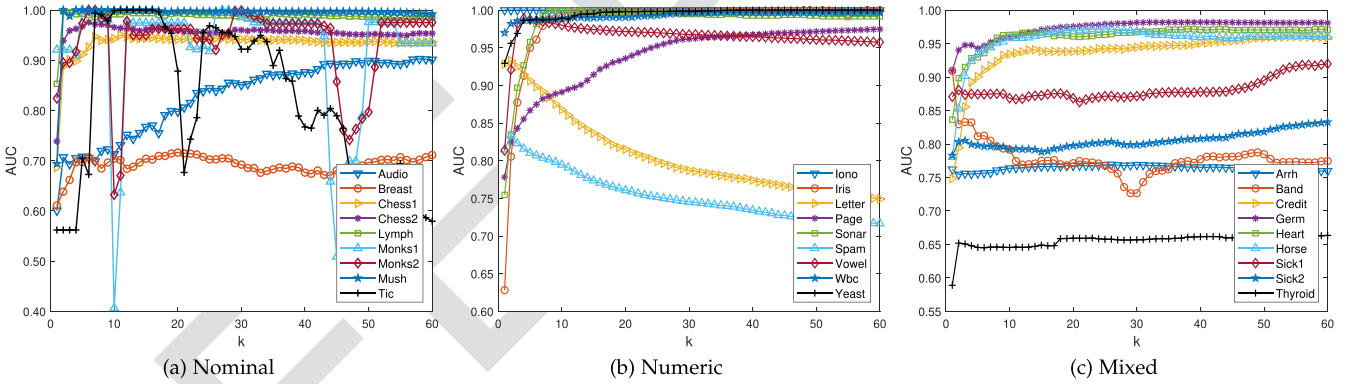 1.00
0.90
0.80
0.70
0.60
0.50
0.40
AUC
0 10 20 30 40 50 60
k
Audio
Breast
Chess1
Chess2
Lymph
Monks1
Monks2
Mush
Tic
(a) Nominal
1.00
0.95
0.90
0.85
0.80
0.75
0.70
0.65
0.60
AUC
0 10 20 30 40 50 60
k
Iono
Iris
Letter
Page
Sonar
Spam
Vowel
Wbc
Yeast
(b) Numeric
1.00
0.95
0.90
0.85
0.80
0.75
0.70
0.65
0.60
0.55
AUC
0 10 20 30 40 50 60
k
Arrh
Band
Credit
Germ
Heart
Horse
Sick1
Sick2
Thyroid
(c) Mixed